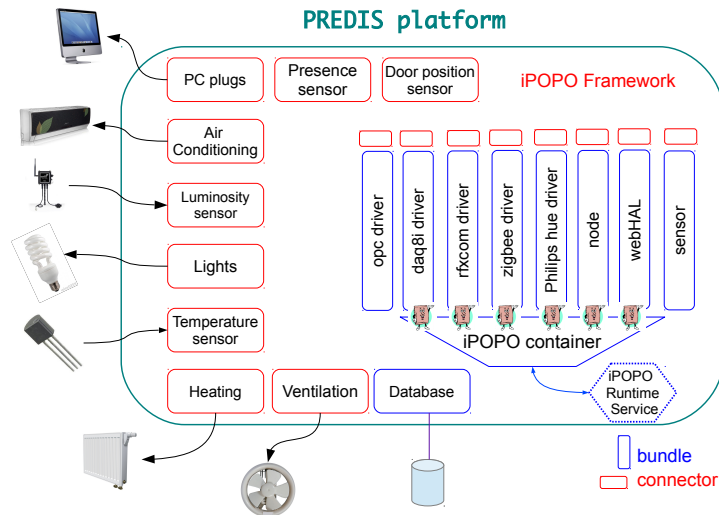 PREDIS platform
PC plugs
Presence
sensor
Door position
sensor
iPOPO Framework
Air
Conditioning
Luminosity
sensor
Lights
Temperature
sensor
opc driver
daq8i driver
rfxcom driver
zigbee driver
Philips hue driver
node
webHAL
sensor
iPOPO container
Heating
Ventilation
Database
iPOPO
Runtime
Service
bundle
connector